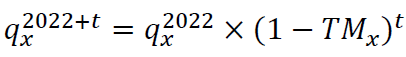 q_x^{2022+t} = q_x^{2022} × (1 − TM_x)^t